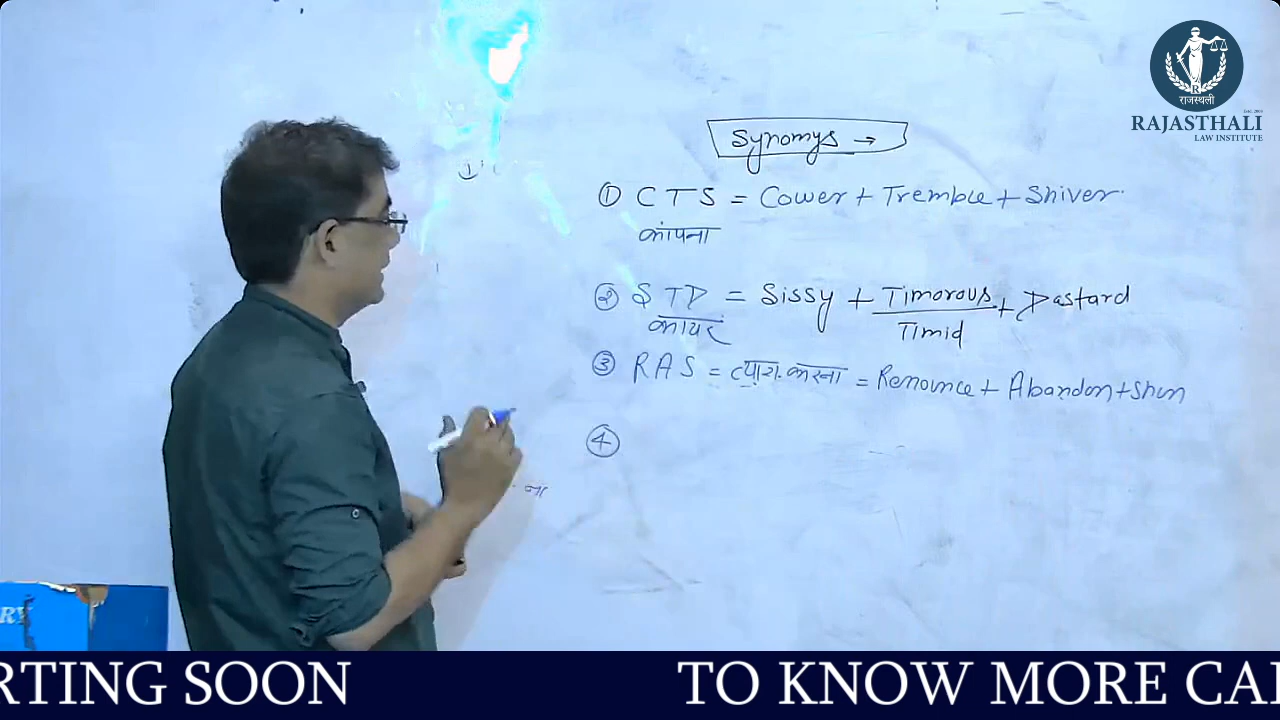 राजस्थली
RAJASTHALI
LAW INSTITUTE
Synomys →
① CTS = Cower + Tremble + Shiver
कांपना
② STD = Sissy + Timorous + Dastard
कायर Timid
③ RAS = त्याग करना = Renounce + Abandon + Shun
④
ना
RTING SOON TO KNOW MORE CAL